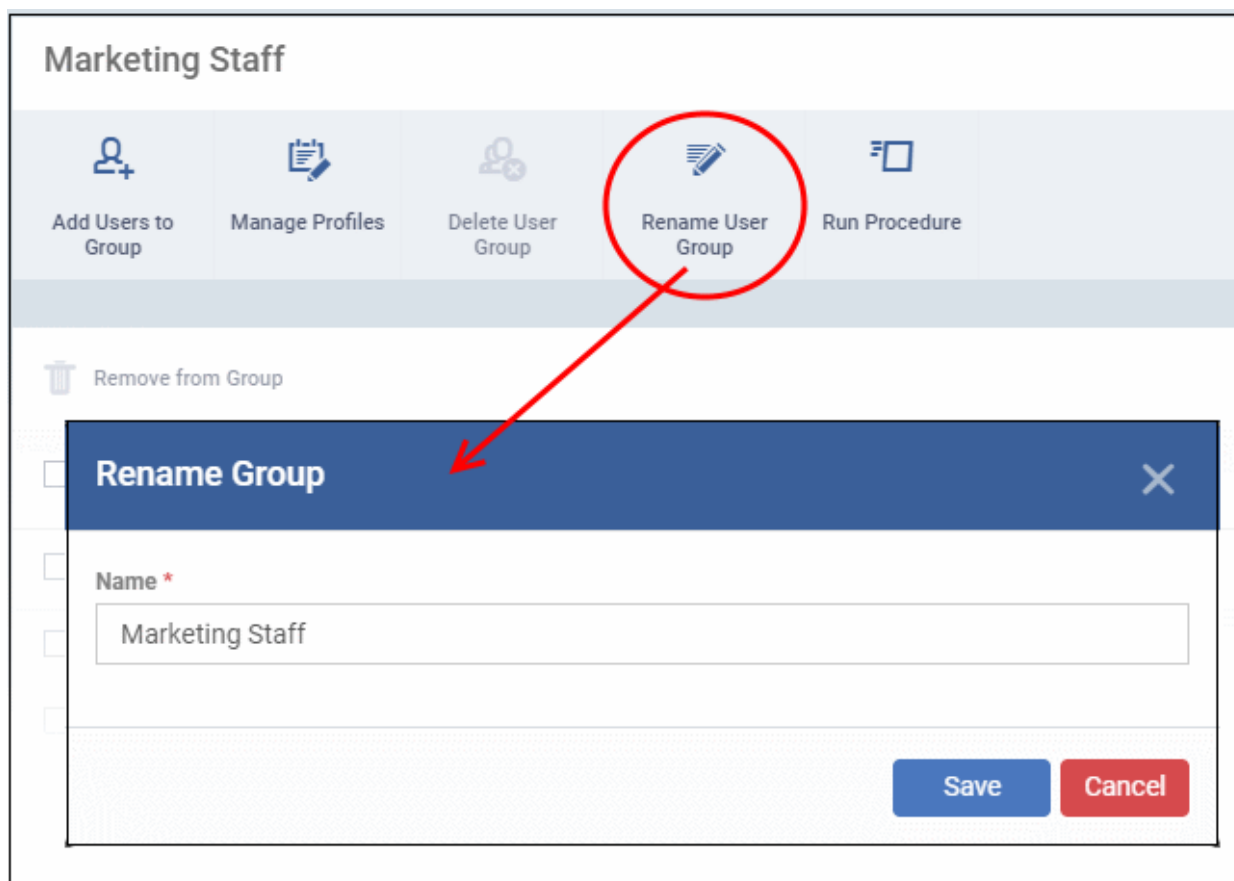 Marketing Staff
Add Users to
Group
Manage Profiles
Delete User
Group
Rename User
Group
Run Procedure
Remove from Group
Rename Group
Name *
Marketing Staff
Save
Cancel